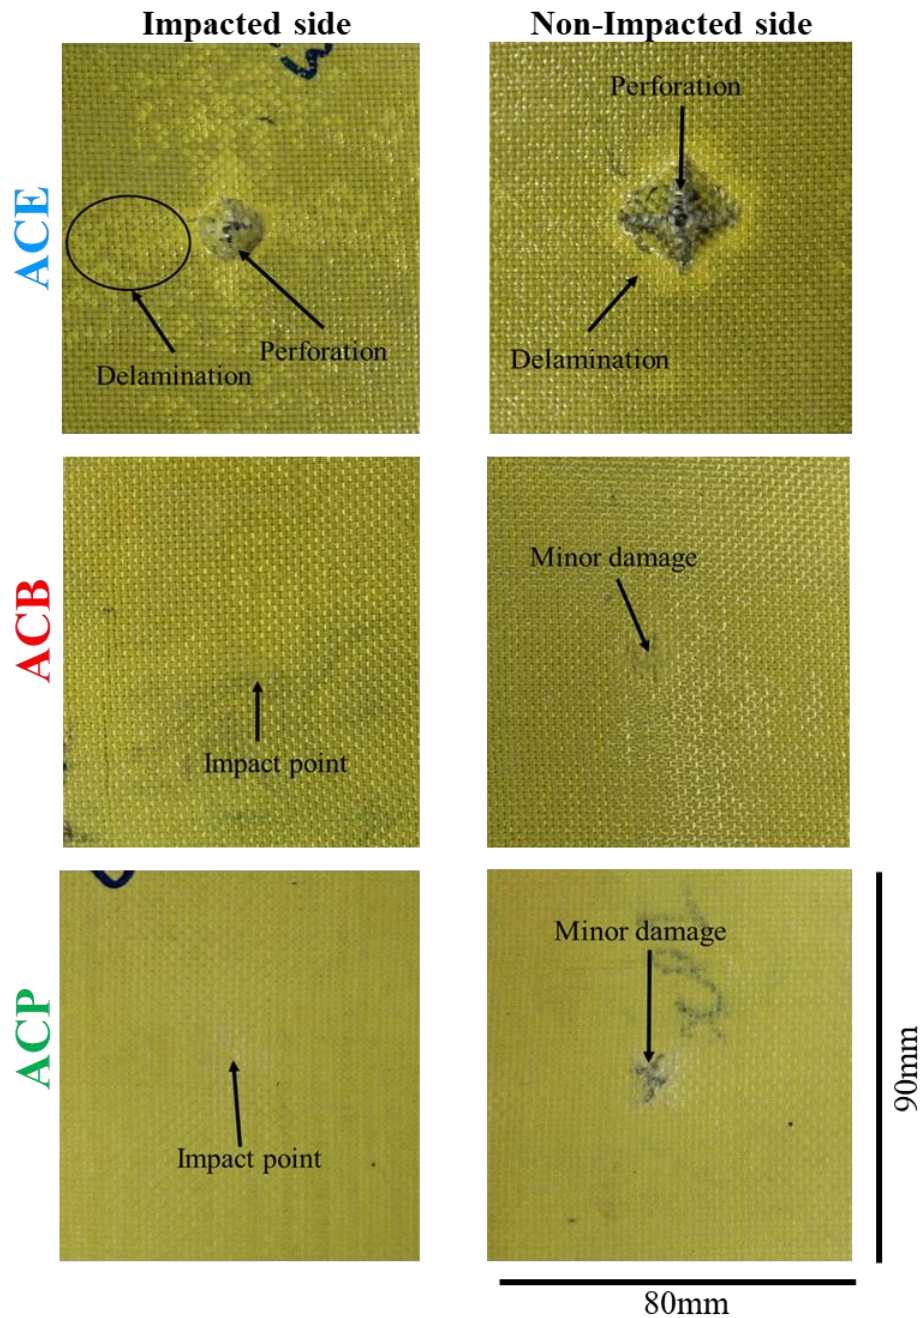 Impacted side
Non-Impacted side
ACE
Perforation
Delamination
Perforation
Delamination
ACB
Impact point
Minor damage
ACP
Impact point
Minor damage
90mm
80mm